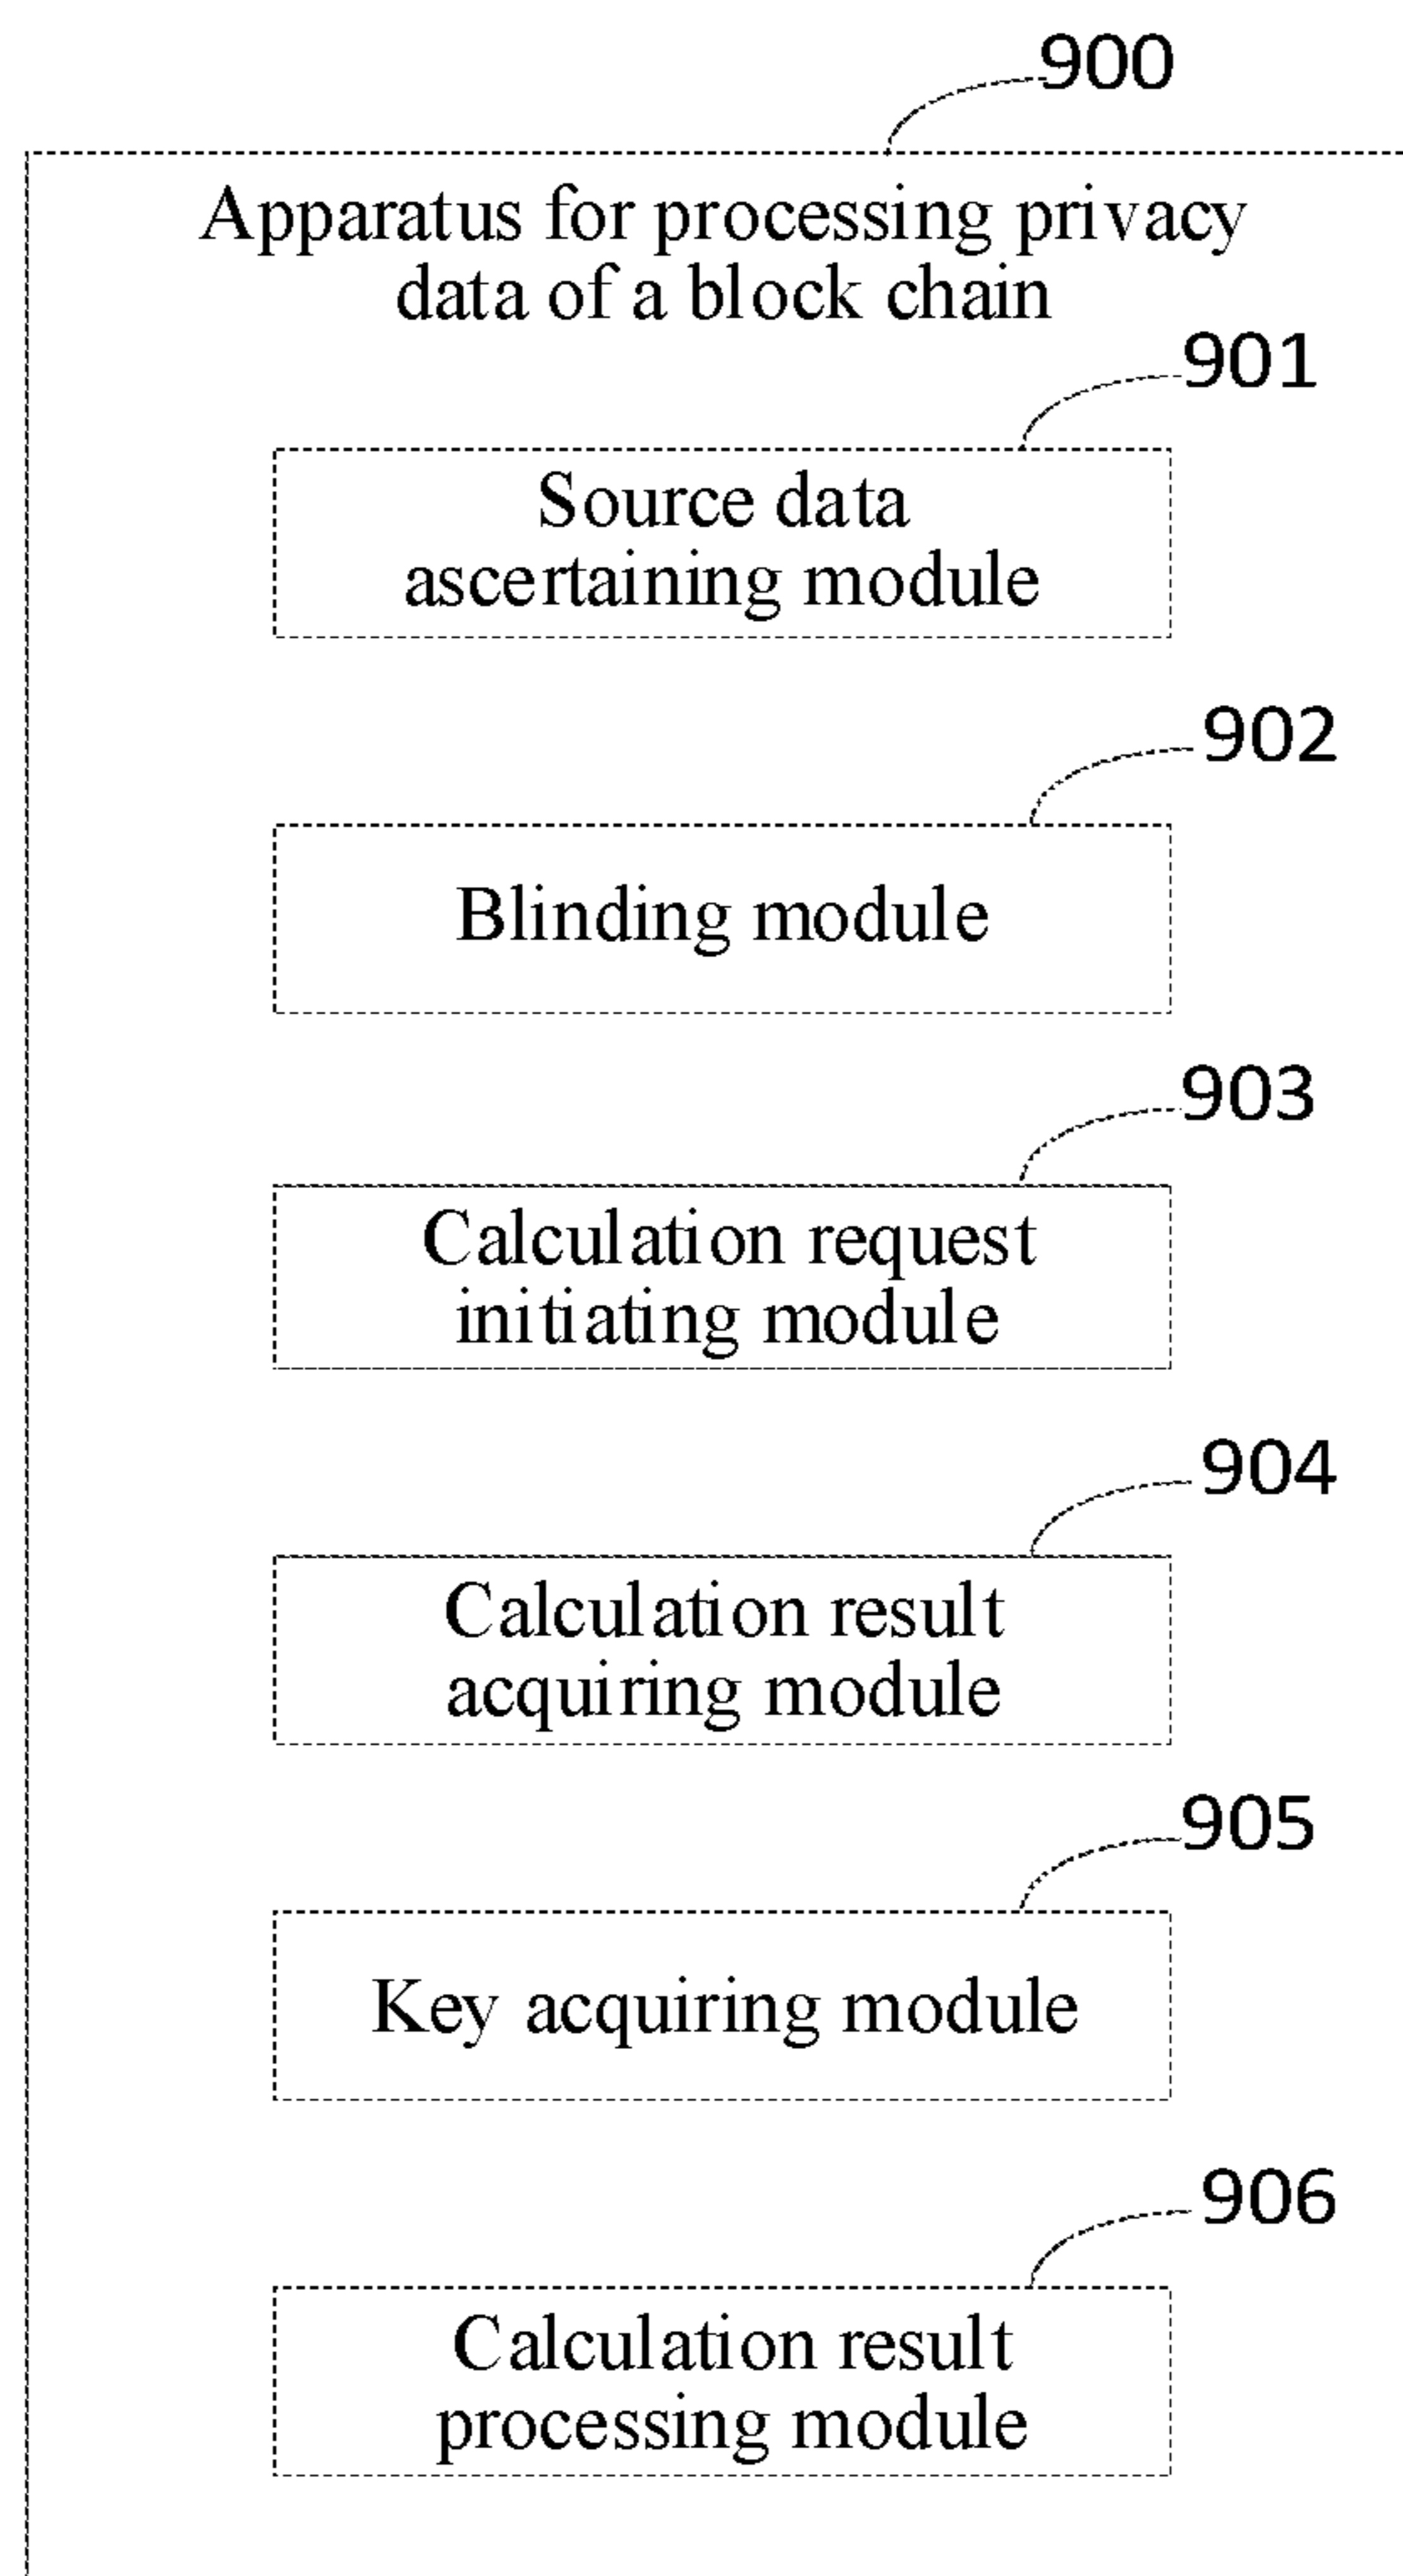 900
Apparatus for processing privacy
data of a block chain
901
Source data
ascertaining module
902
Blinding module
903
Calculation request
initiating module
904
Calculation result
acquiring module
905
Key acquiring module
906
Calculation result
processing module